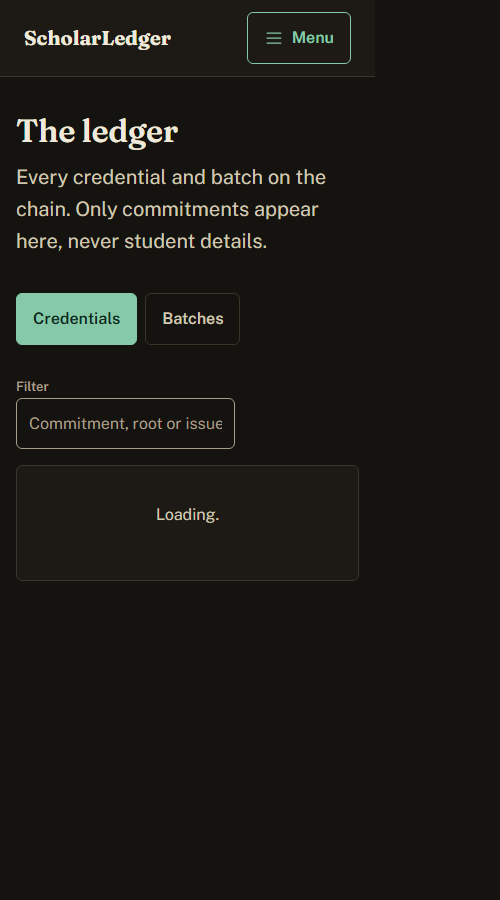 ScholarLedger
Menu
The ledger
Every credential and batch on the
chain. Only commitments appear
here, never student details.
Credentials
Batches
Filter
Commitment, root or issue
Loading.